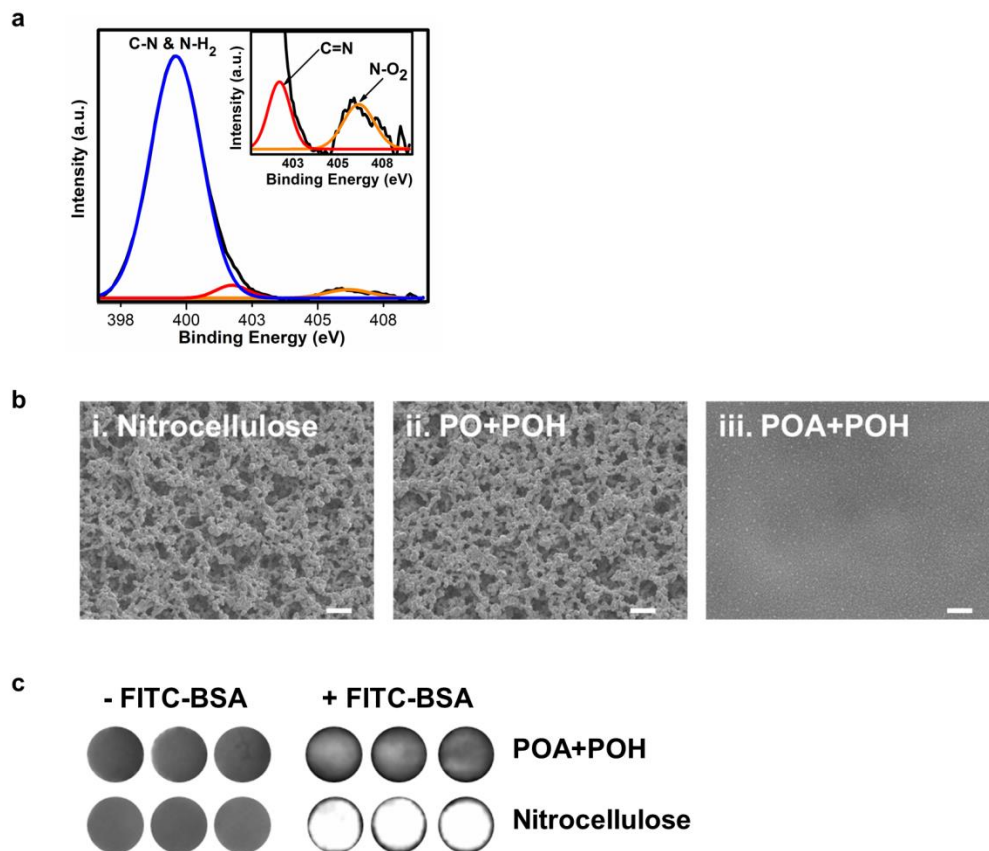 a
C-N & N-H2
C=N
N-O2
Intensity (a.u.)
403 405 408
Binding Energy (eV)
Intensity (a.u.)
398 400 403 405 408
Binding Energy (eV)
b
i. Nitrocellulose
ii. PO+POH
iii. POA+POH
c
- FITC-BSA
+ FITC-BSA
POA+POH
Nitrocellulose